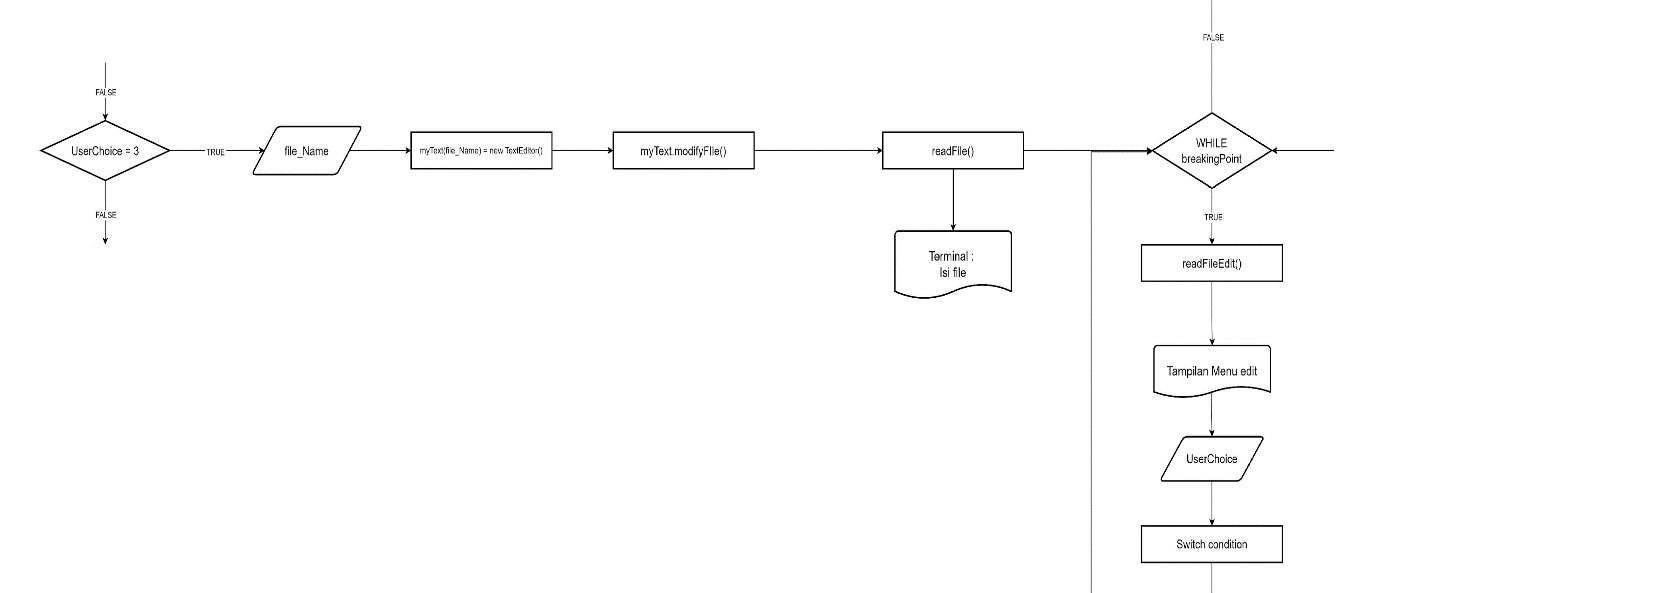 FALSE
FALSE
UserChoice = 3
TRUE
file_Name
myText(file_Name) = new TextEditor()
myText.modifyFIle()
readFile()
WHILE
breakingPoint
FALSE
TRUE
Terminal :
Isi file
readFileEdit()
Tampilan Menu edit
UserChoice
Switch condition